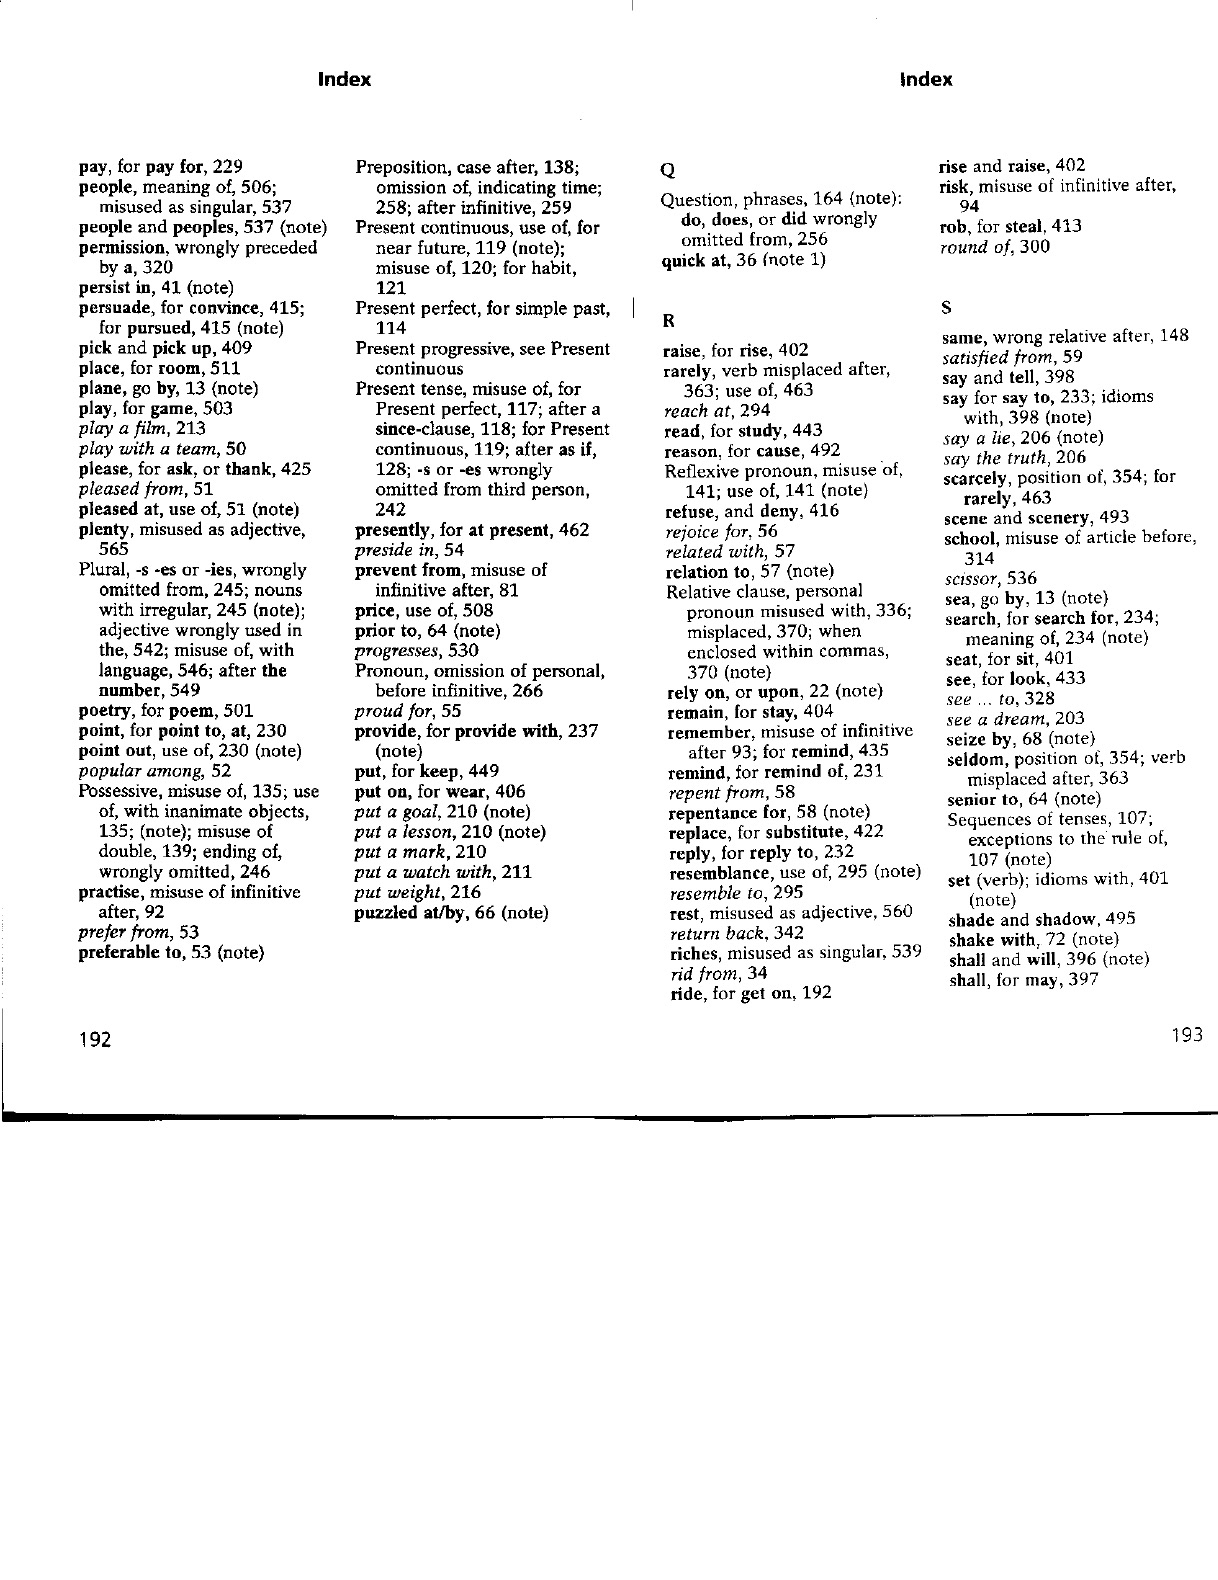 Index
pay, for pay for, 229
people, meaning of, 506;
misused as singular, 537
people and peoples, 537 (note)
permission, wrongly preceded
by a, 320
persist in, 41 (note)
persuade, for convince, 415;
for pursued, 415 (note)
pick and pick up, 409
place, for room, 511
plane, go by, 13 (note)
play, for game, 503
play a film, 213
play with a team, 50
please, for ask, or thank, 425
pleased from, 51
pleased at, use of, 51 (note)
plenty, misused as adjective,
565
Plural, -s -es or -ies, wrongly
omitted from, 245; nouns
with irregular, 245 (note);
adjective wrongly used in
the, 542; misuse of, with
language, 546; after the
number, 549
poetry, for poem, 501
point, for point to, at, 230
point out, use of, 230 (note)
popular among, 52
Possessive, misuse of, 135; use
of, with inanimate objects,
135; (note); misuse of
double, 139; ending of,
wrongly omitted, 246
practise, misuse of infinitive
after, 92
prefer from, 53
preferable to, 53 (note)
Preposition, case after, 138;
omission of, indicating time;
258; after infinitive, 259
Present continuous, use of, for
near future, 119 (note);
misuse of, 120; for habit,
121
Present perfect, for simple past,
114
Present progressive, see Present
continuous
Present tense, misuse of, for
Present perfect, 117; after a
since-clause, 118; for Present
continuous, 119; after as if,
128; -s or -es wrongly
omitted from third person,
242
presently, for at present, 462
preside in, 54
prevent from, misuse of
infinitive after, 81
price, use of, 508
prior to, 64 (note)
progresses, 530
Pronoun, omission of personal,
before infinitive, 266
proud for, 55
provide, for provide with, 237
(note)
put, for keep, 449
put on, for wear, 406
put a goal, 210 (note)
put a lesson, 210 (note)
put a mark, 210
put a watch with, 211
put weight, 216
puzzled at/by, 66 (note)
192
Index
Q
Question, phrases, 164 (note):
do, does, or did wrongly
omitted from, 256
quick at, 36 (note 1)
R
raise, for rise, 402
rarely, verb misplaced after,
363; use of, 463
reach at, 294
read, for study, 443
reason, for cause, 492
Reflexive pronoun, misuse of,
141; use of, 141 (note)
refuse, and deny, 416
rejoice for, 56
related with, 57
relation to, 57 (note)
Relative clause, personal
pronoun misused with, 336;
misplaced, 370; when
enclosed within commas,
370 (note)
rely on, or upon, 22 (note)
remain, for stay, 404
remember, misuse of infinitive
after 93; for remind, 435
remind, for remind of, 231
repent from, 58
repentance for, 58 (note)
replace, for substitute, 422
reply, for reply to, 232
resemblance, use of, 295 (note)
resemble to, 295
rest, misused as adjective, 560
return back, 342
riches, misused as singular, 539
rid from, 34
ride, for get on, 192
rise and raise, 402
risk, misuse of infinitive after,
94
rob, for steal, 413
round of, 300
S
same, wrong relative after, 148
satisfied from, 59
say and tell, 398
say for say to, 233; idioms
with, 398 (note)
say a lie, 206 (note)
say the truth, 206
scarcely, position of, 354; for
rarely, 463
scene and scenery, 493
school, misuse of article before,
314
scissor, 536
sea, go by, 13 (note)
search, for search for, 234;
meaning of, 234 (note)
seat, for sit, 401
see, for look, 433
see ... to, 328
see a dream, 203
seize by, 68 (note)
seldom, position of, 354; verb
misplaced after, 363
senior to, 64 (note)
Sequences of tenses, 107;
exceptions to the rule of,
107 (note)
set (verb); idioms with, 401
(note)
shade and shadow, 495
shake with, 72 (note)
shall and will, 396 (note)
shall, for may, 397
193